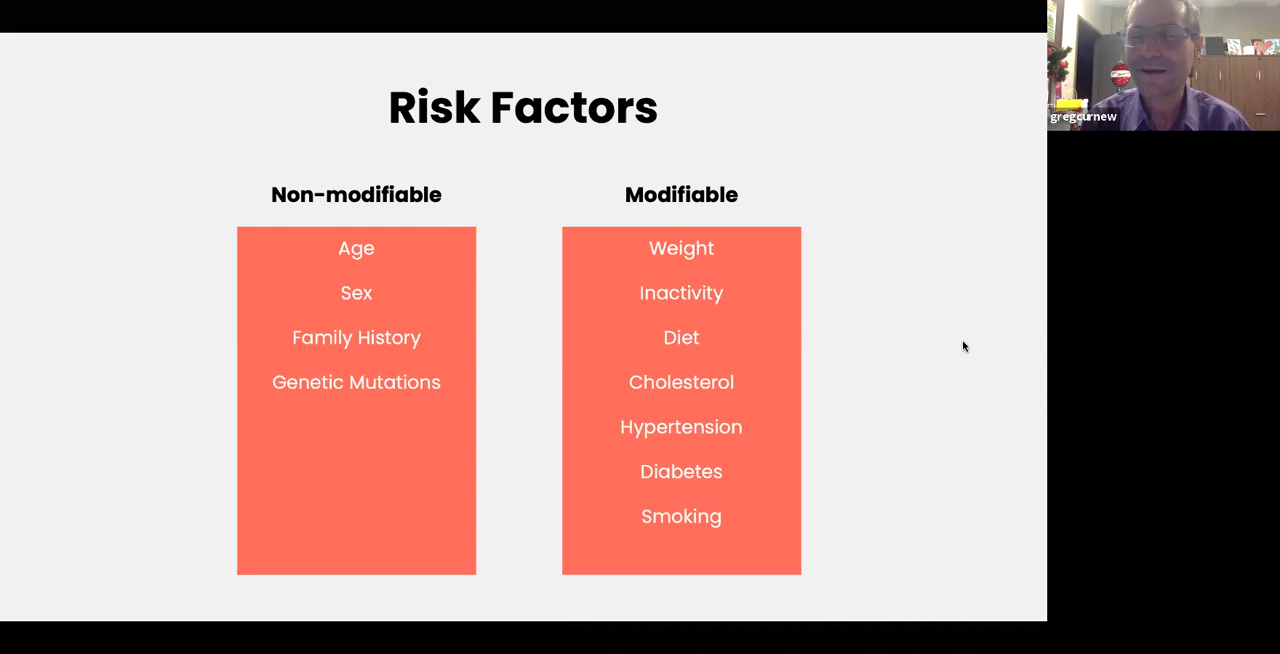 Risk Factors
Non-modifiable
Age
Sex
Family History
Genetic Mutations
Modifiable
Weight
Inactivity
Diet
Cholesterol
Hypertension
Diabetes
Smoking
gregcurnew